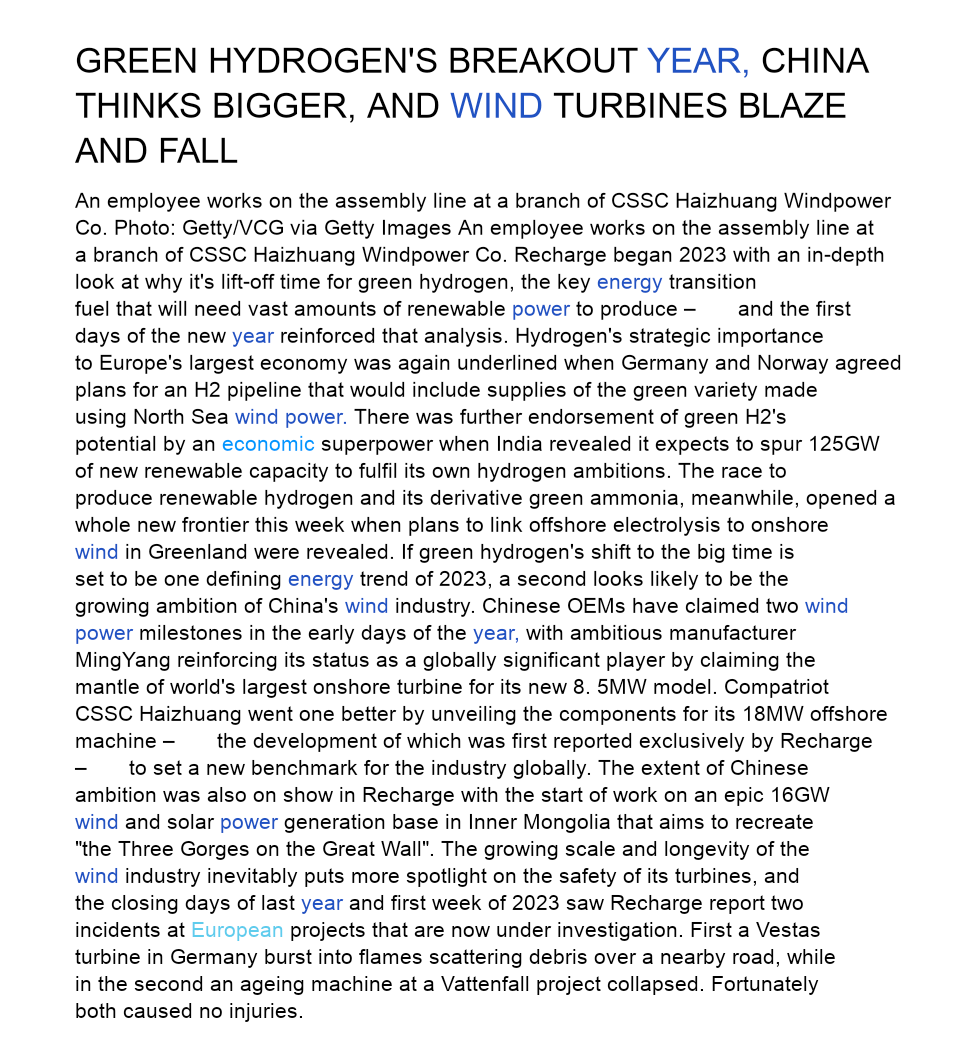 GREEN HYDROGEN'S BREAKOUT YEAR, CHINA
THINKS BIGGER, AND WIND TURBINES BLAZE
AND FALL
An employee works on the assembly line at a branch of CSSC Haizhuang Windpower
Co. Photo: Getty/VCG via Getty Images An employee works on the assembly line at
a branch of CSSC Haizhuang Windpower Co. Recharge began 2023 with an in-depth
look at why it's lift-off time for green hydrogen, the key energy transition
fuel that will need vast amounts of renewable power to produce – and the first
days of the new year reinforced that analysis. Hydrogen's strategic importance
to Europe's largest economy was again underlined when Germany and Norway agreed
plans for an H2 pipeline that would include supplies of the green variety made
using North Sea wind power. There was further endorsement of green H2's
potential by an economic superpower when India revealed it expects to spur 125GW
of new renewable capacity to fulfil its own hydrogen ambitions. The race to
produce renewable hydrogen and its derivative green ammonia, meanwhile, opened a
whole new frontier this week when plans to link offshore electrolysis to onshore
wind in Greenland were revealed. If green hydrogen's shift to the big time is
set to be one defining energy trend of 2023, a second looks likely to be the
growing ambition of China's wind industry. Chinese OEMs have claimed two wind
power milestones in the early days of the year, with ambitious manufacturer
MingYang reinforcing its status as a globally significant player by claiming the
mantle of world's largest onshore turbine for its new 8. 5MW model. Compatriot
CSSC Haizhuang went one better by unveiling the components for its 18MW offshore
machine – the development of which was first reported exclusively by Recharge
– to set a new benchmark for the industry globally. The extent of Chinese
ambition was also on show in Recharge with the start of work on an epic 16GW
wind and solar power generation base in Inner Mongolia that aims to recreate
"the Three Gorges on the Great Wall". The growing scale and longevity of the
wind industry inevitably puts more spotlight on the safety of its turbines, and
the closing days of last year and first week of 2023 saw Recharge report two
incidents at European projects that are now under investigation. First a Vestas
turbine in Germany burst into flames scattering debris over a nearby road, while
in the second an ageing machine at a Vattenfall project collapsed. Fortunately
both caused no injuries.